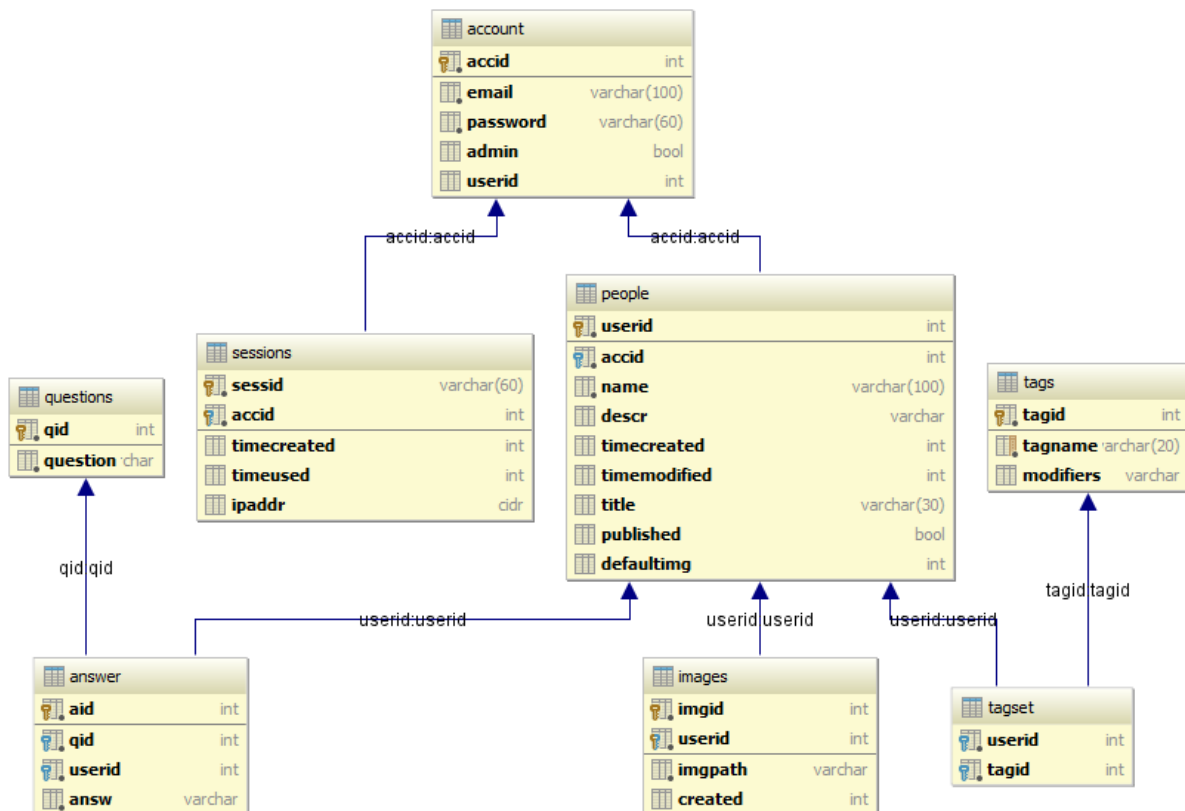 account
accid int
email varchar(100)
password varchar(60)
admin bool
userid int
accid:accid
accid:accid
people
userid int
accid int
name varchar(100)
descr varchar
timecreated int
timemodified int
title varchar(30)
published bool
defaultimg int
sessions
sessid varchar(60)
accid int
timecreated int
timeused int
ipaddr cidr
questions
qid int
question
tags
tagid int
tagname varchar(20)
modifiers varchar
qid:qid
userid:userid
userid:userid
userid:userid
tagid:tagid
answer
aid int
qid int
userid int
answ varchar
images
imgid int
userid int
imgpath varchar
created int
tagset
userid int
tagid int